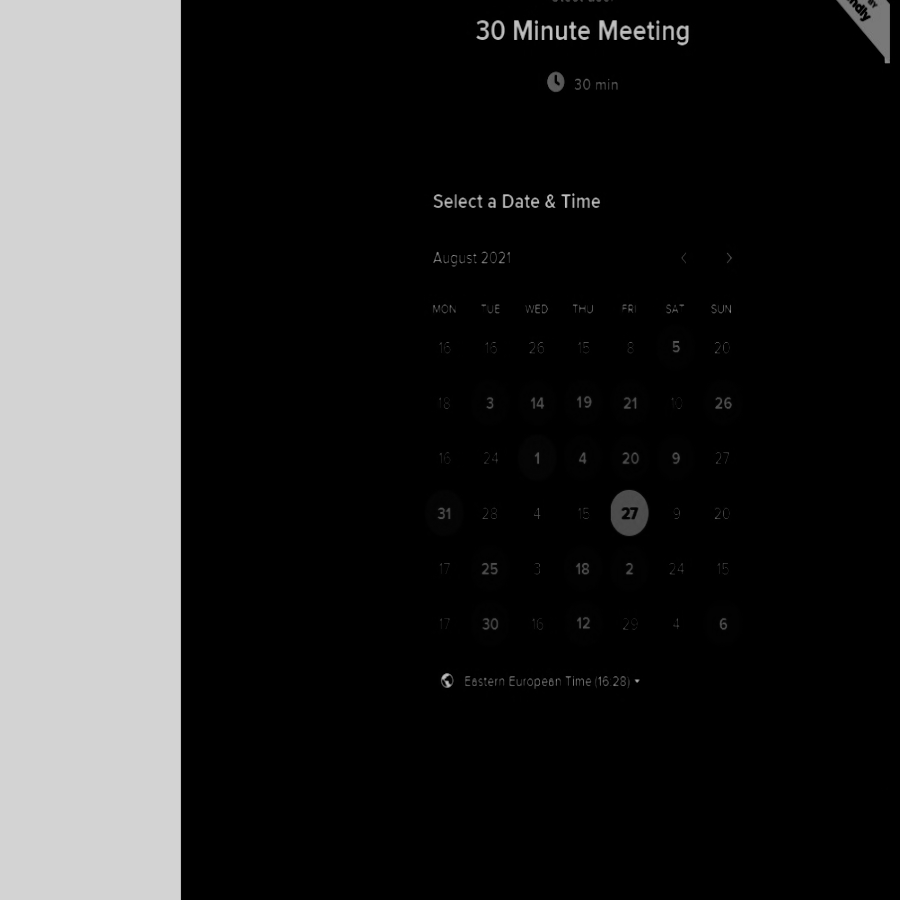 30 Minute Meeting
30 min
Select a Date & Time
August 2021
MON TUE WED THU FRI SAT SUN
16 16 26 15 8 5 20
18 3 14 19 21 10 26
16 24 1 4 20 9 27
31 28 4 15 27 9 20
17 25 3 18 2 24 15
17 30 16 12 29 4 6
Eastern European Time (16:28)